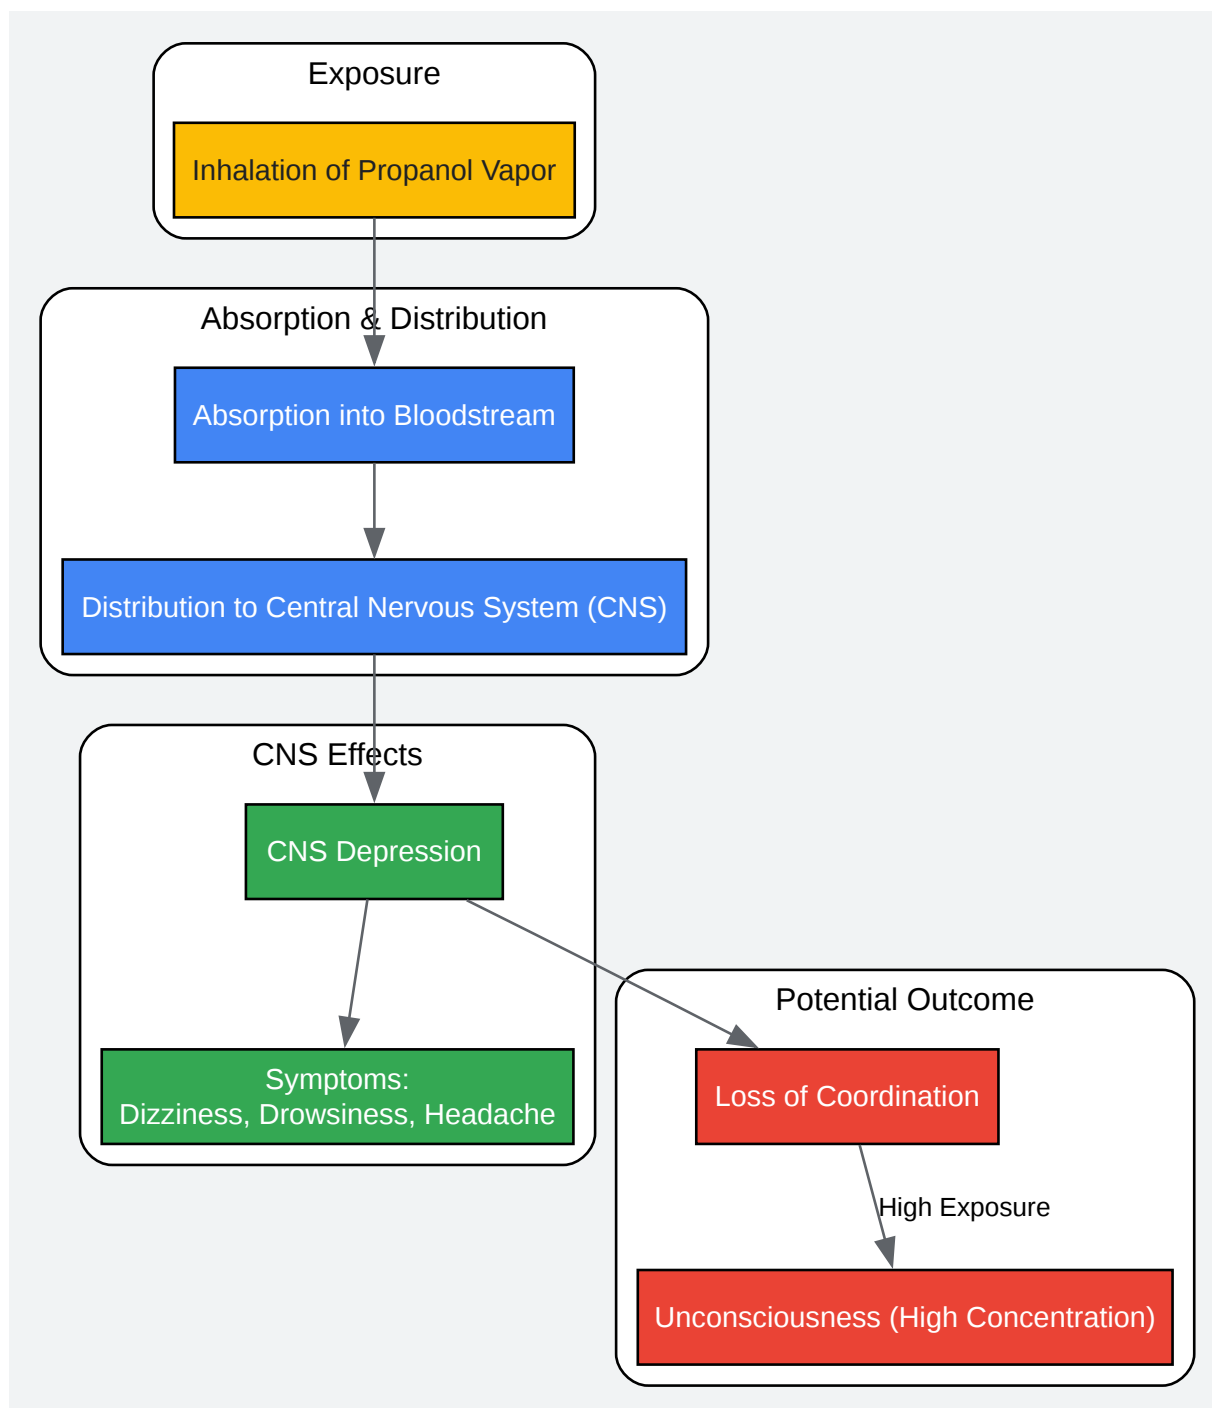 Exposure
Inhalation of Propanol Vapor
Absorption & Distribution
Absorption into Bloodstream
Distribution to Central Nervous System (CNS)
CNS Effects
CNS Depression
Symptoms:
Dizziness, Drowsiness, Headache
Potential Outcome
Loss of Coordination
High Exposure
Unconsciousness (High Concentration)